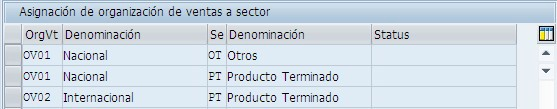 Asignación de organización de ventas a sector
OrgVt Denominación Se Denominación Status
OV01 Nacional OT Otros
OV01 Nacional PT Producto Terminado
OV02 Internacional PT Producto Terminado